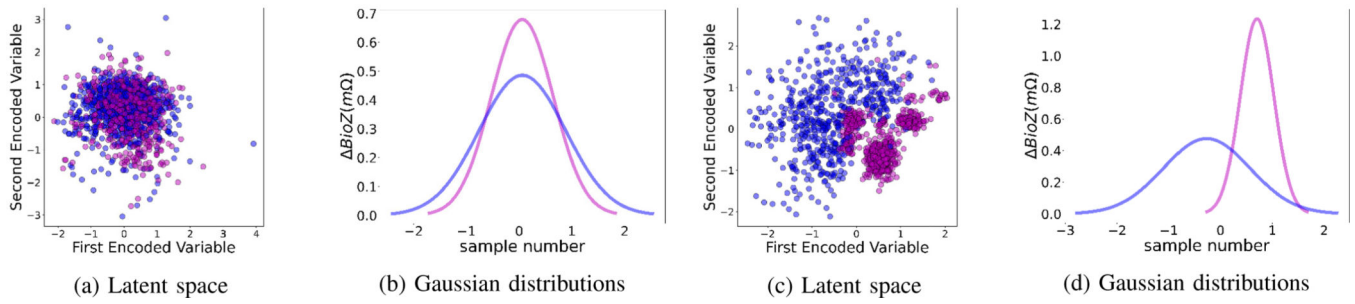 Second Encoded Variable
3
2
1
0
−1
−2
−3
−2 −1 0 1 2 3 4
First Encoded Variable
(a) Latent space
ΔBioZ(mΩ)
0.7
0.6
0.5
0.4
0.3
0.2
0.1
0.0
−2 −1 0 1 2
sample number
(b) Gaussian distributions
Second Encoded Variable
2
1
0
−1
−2
−2 −1 0 1 2
First Encoded Variable
(c) Latent space
ΔBioZ(mΩ)
1.2
1.0
0.8
0.6
0.4
0.2
0.0
−3 −2 −1 0 1 2
sample number
(d) Gaussian distributions